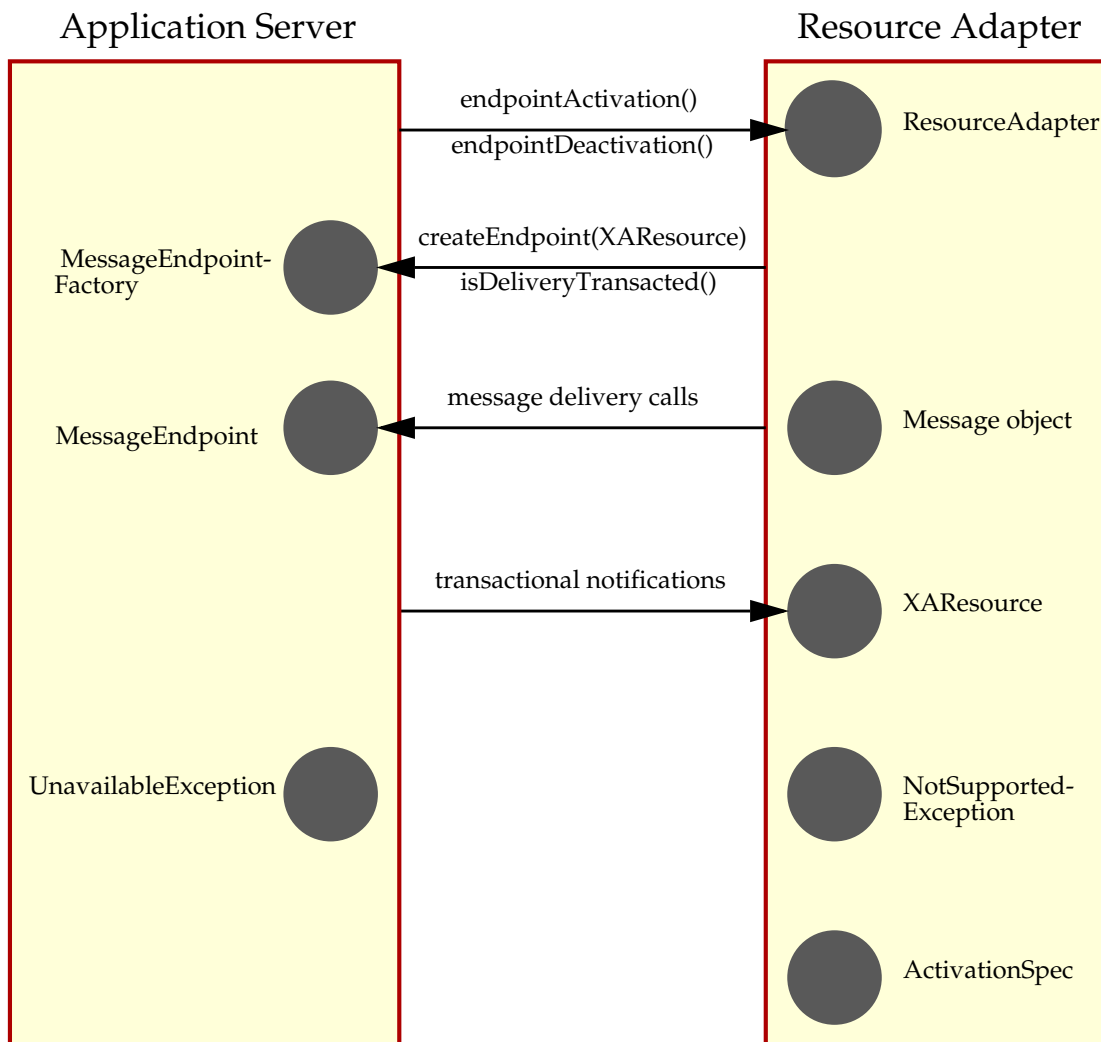 Application Server
Resource Adapter
endpointActivation()
ResourceAdapter
endpointDeactivation()
createEndpoint(XAResource)
MessageEndpoint-
Factory
isDeliveryTransacted()
message delivery calls
MessageEndpoint
Message object
transactional notifications
XAResource
UnavailableException
NotSupported-
Exception
ActivationSpec